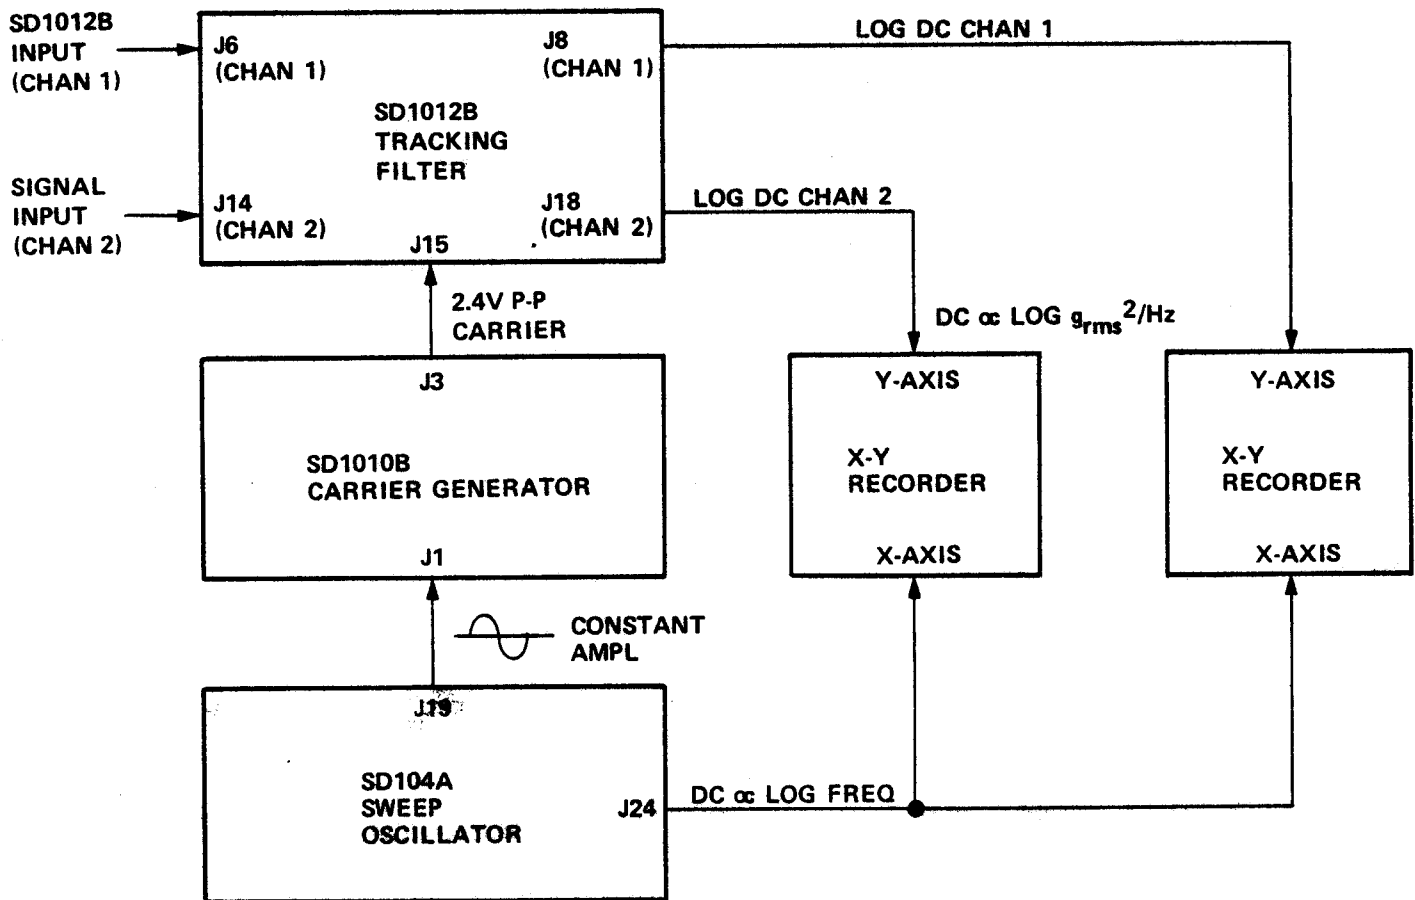 SD1012B
INPUT
(CHAN 1)
J6
(CHAN 1)
J8
(CHAN 1)
LOG DC CHAN 1
SD1012B
TRACKING
FILTER
SIGNAL
INPUT
(CHAN 2)
J14
(CHAN 2)
J18
(CHAN 2)
J15
LOG DC CHAN 2
2.4V P-P
CARRIER
DC ∝ LOG g_rms²/Hz
J3
SD1010B
CARRIER GENERATOR
J1
Y-AXIS
X-Y
RECORDER
X-AXIS
Y-AXIS
X-Y
RECORDER
X-AXIS
CONSTANT
AMPL
J19
SD104A
SWEEP
OSCILLATOR
J24
DC ∝ LOG FREQ